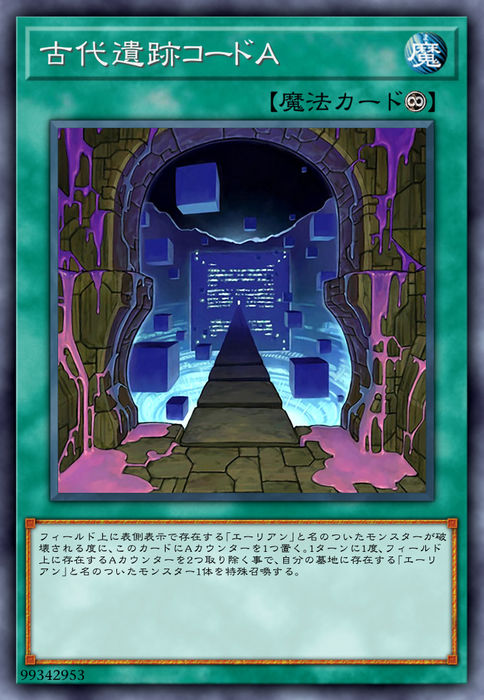 古代遺跡コードA
魔
【魔法カード】
フィールド上に表側表示で存在する「エーリアン」と名のついたモンスターが破
壊される度に、このカードにAカウンターを1つ置く。1ターンに1度、フィールド
上に存在するAカウンターを2つ取り除く事で、自分の墓地に存在する「エーリ
アン」と名のついたモンスター1体を特殊召喚する。
99342953